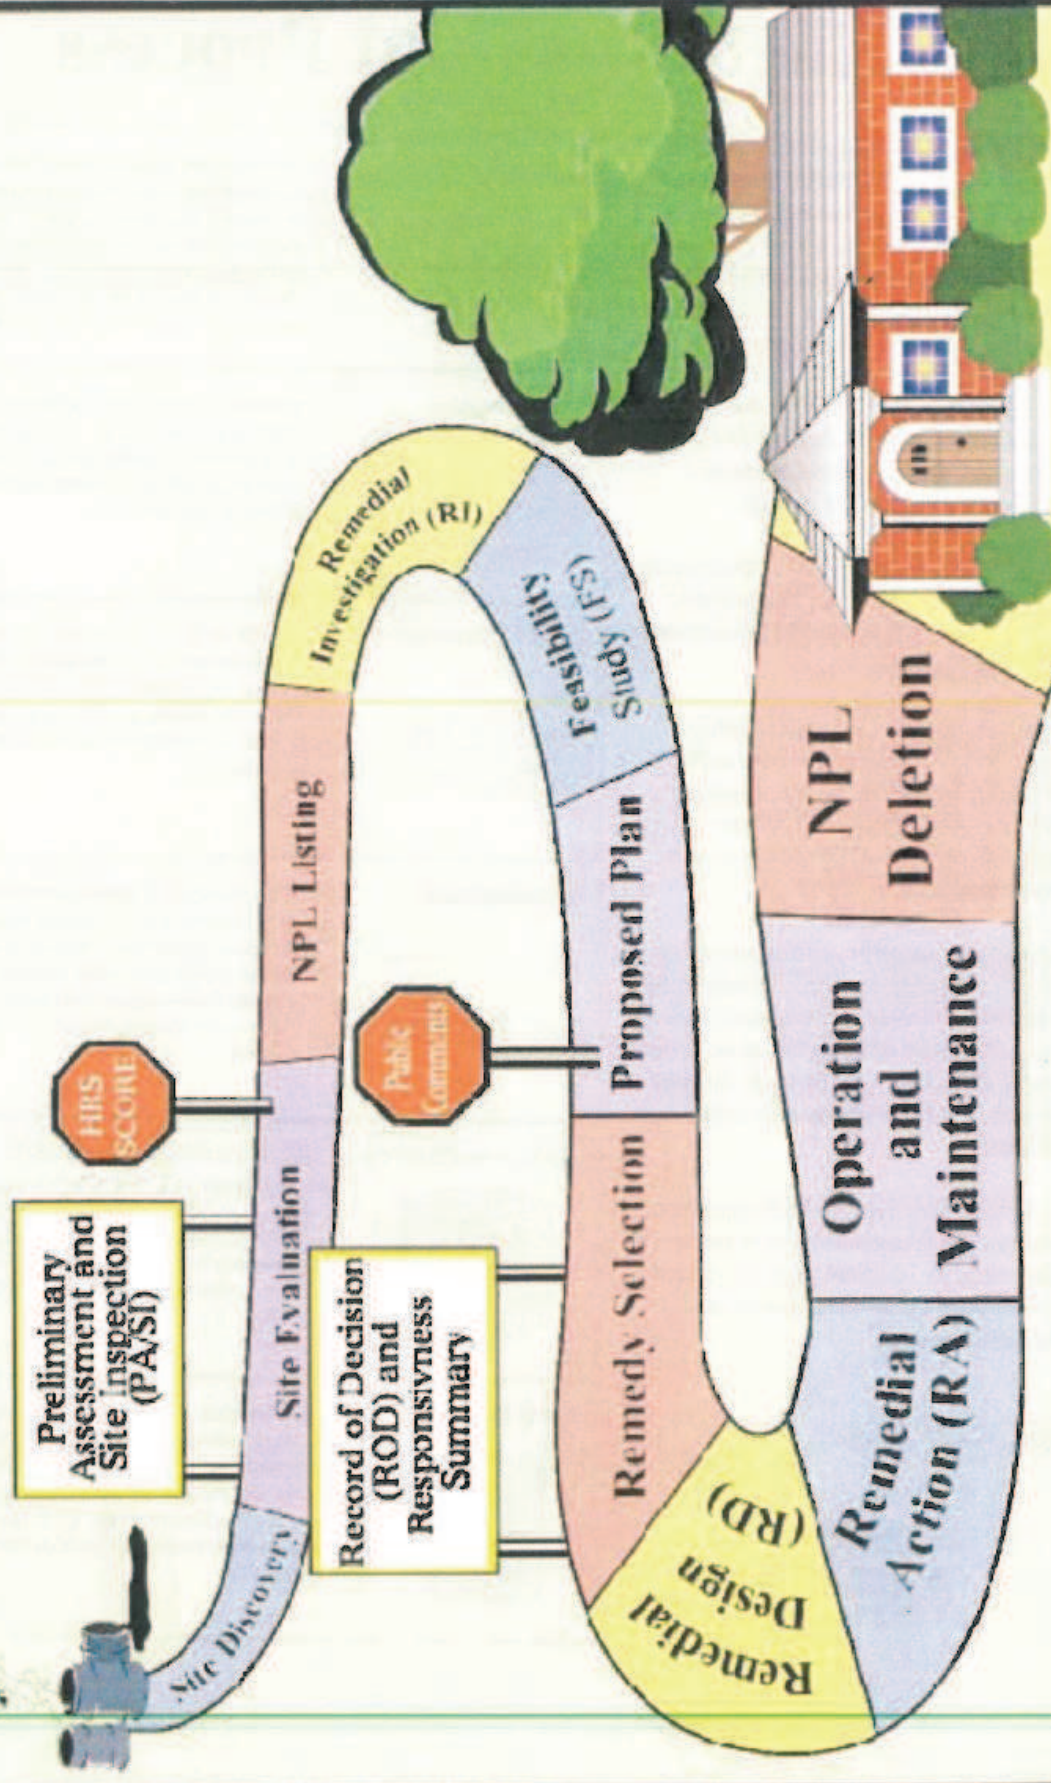 Site Discovery
Preliminary
Assessment and
Site Inspection
(PA/SI)
Site Evaluation
HRS
SCORE
NPL Listing
Remedial
Investigation (RI)
Feasibility
Study (FS)
Public
Comments
Proposed Plan
Record of Decision
(ROD) and
Responsivness
Summary
Remedy Selection
Remedial
Design
(RD)
Remedial
Action (RA)
Operation
and
Maintenance
NPL
Deletion